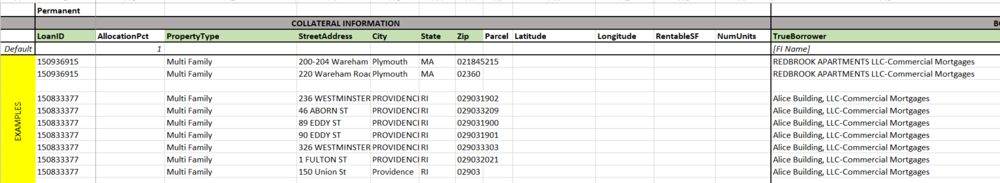 Permanent
COLLATERAL INFORMATION
LoanID AllocationPct PropertyType StreetAddress City State Zip Parcel Latitude Longitude RentableSF NumUnits TrueBorrower
Default 1 [FI Name]
EXAMPLES
150936915 Multi Family 200-204 Wareham Plymouth MA 021845215 REDBROOK APARTMENTS LLC-Commercial Mortgages
150936915 Multi Family 220 Wareham Road Plymouth MA 02360 REDBROOK APARTMENTS LLC-Commercial Mortgages
150833377 Multi Family 236 WESTMINSTER PROVIDENCI RI 029031902 Alice Building, LLC-Commercial Mortgages
150833377 Multi Family 46 ABORN ST PROVIDENCI RI 029033209 Alice Building, LLC-Commercial Mortgages
150833377 Multi Family 89 EDDY ST PROVIDENCI RI 029031900 Alice Building, LLC-Commercial Mortgages
150833377 Multi Family 90 EDDY ST PROVIDENCI RI 029031901 Alice Building, LLC-Commercial Mortgages
150833377 Multi Family 326 WESTMINSTER PROVIDENCI RI 029033303 Alice Building, LLC-Commercial Mortgages
150833377 Multi Family 1 FULTON ST PROVIDENCI RI 029032021 Alice Building, LLC-Commercial Mortgages
150833377 Multi Family 150 Union St Providence RI 02903 Alice Building, LLC-Commercial Mortgages